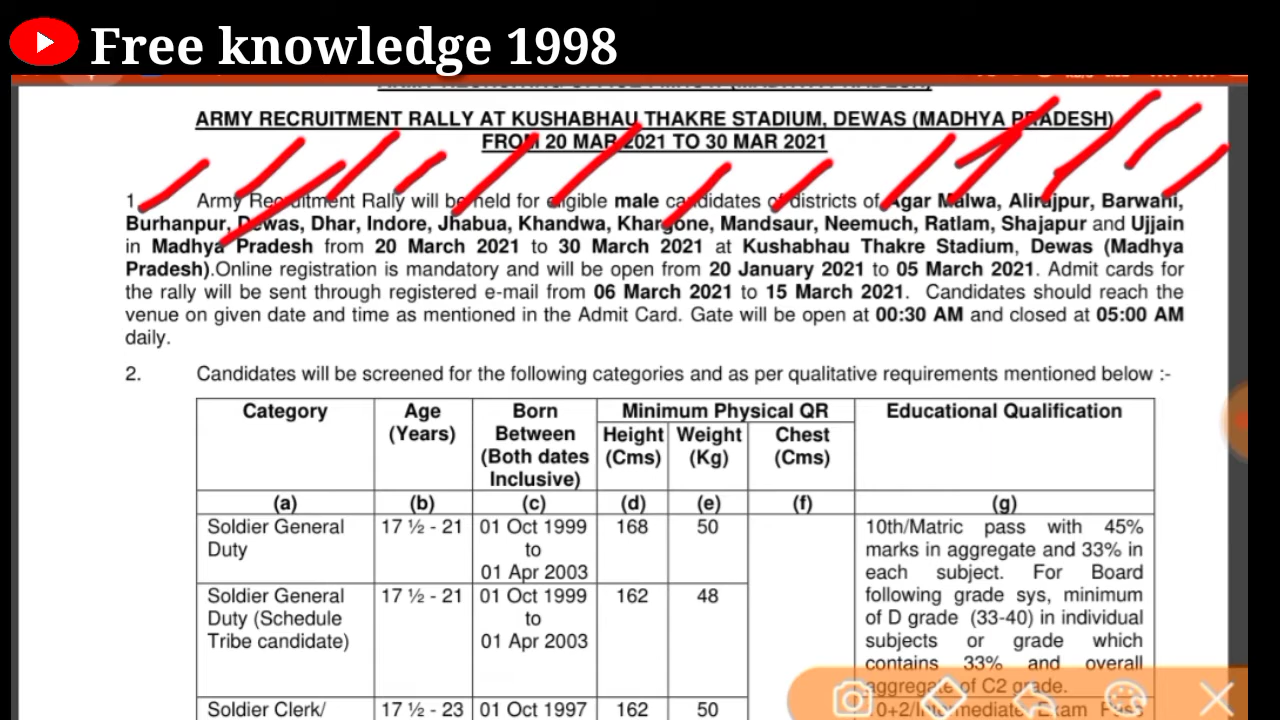 Free knowledge 1998
ARMY RECRUITMENT RALLY AT KUSHABHAU THAKRE STADIUM, DEWAS (MADHYA PRADESH)
FROM 20 MAR 2021 TO 30 MAR 2021
1. Army Recruitment Rally will be held for eligible male candidates of districts of Agar Malwa, Alirajpur, Barwani,
Burhanpur, Dewas, Dhar, Indore, Jhabua, Khandwa, Khargone, Mandsaur, Neemuch, Ratlam, Shajapur and Ujjain
in Madhya Pradesh from 20 March 2021 to 30 March 2021 at Kushabhau Thakre Stadium, Dewas (Madhya
Pradesh).Online registration is mandatory and will be open from 20 January 2021 to 05 March 2021. Admit cards for
the rally will be sent through registered e-mail from 06 March 2021 to 15 March 2021. Candidates should reach the
venue on given date and time as mentioned in the Admit Card. Gate will be open at 00:30 AM and closed at 05:00 AM
daily.
2. Candidates will be screened for the following categories and as per qualitative requirements mentioned below :-
Category Age (Years) Born Between (Both dates Inclusive) Minimum Physical QR Educational Qualification
Height (Cms) Weight (Kg) Chest (Cms)
(a) (b) (c) (d) (e) (f) (g)
Soldier General 17 ½ - 21 01 Oct 1999 168 50 10th/Matric pass with 45%
Duty to marks in aggregate and 33% in
01 Apr 2003 each subject. For Board
Soldier General 17 ½ - 21 01 Oct 1999 162 48 following grade sys, minimum
Duty (Schedule to of D grade (33-40) in individual
Tribe candidate) 01 Apr 2003 subjects or grade which
contains 33% and overall
aggregate of C2 grade.
Soldier Clerk/ 17 ½ - 23 01 Oct 1997 162 50 10+2/Intermediate Exam Pass